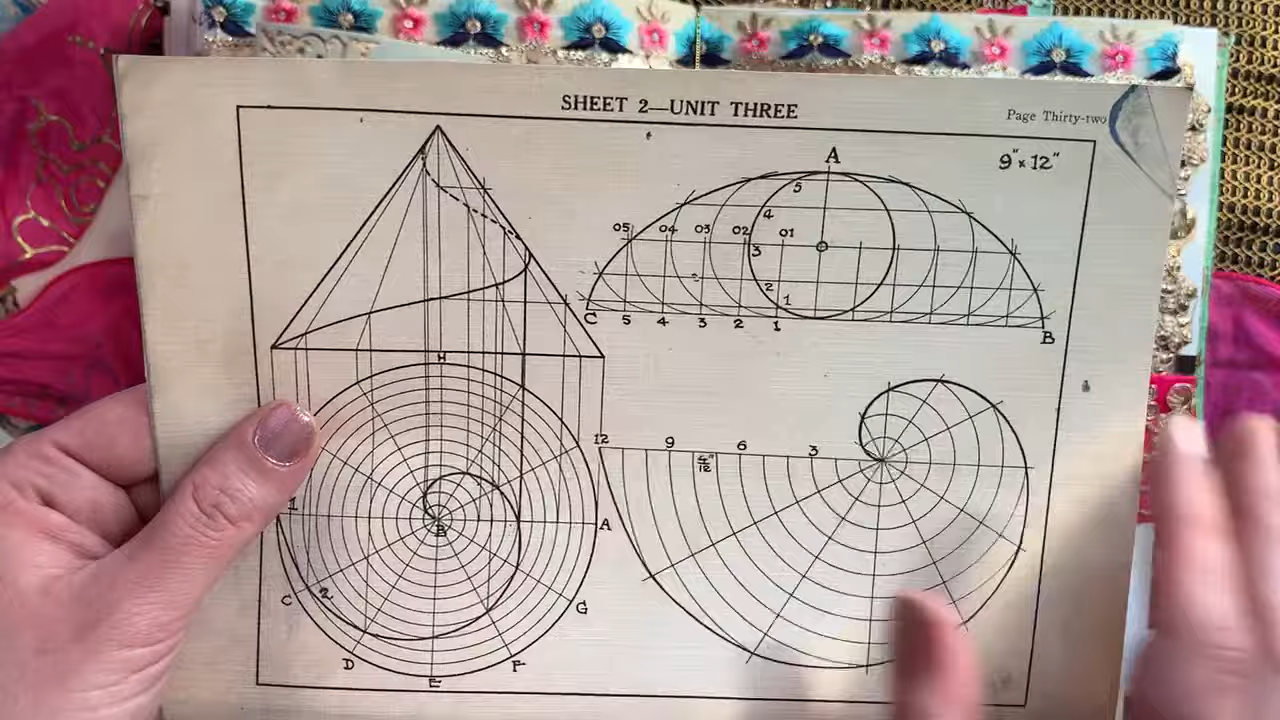 SHEET 2—UNIT THREE
Page Thirty-two
9" x 12"
A
5
4
05 04 03 02 01
3
2
1
C 5 4 3 2 1 B
H
12 9 6 3
1
B
A
C
2
G
D
E
F